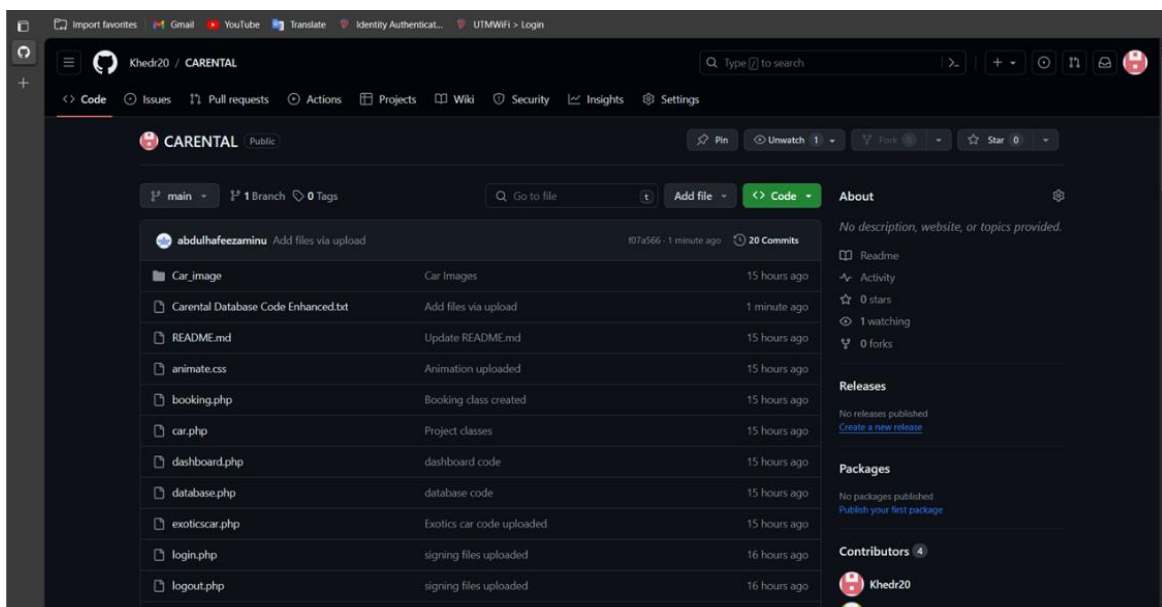 Import favorites Gmail YouTube Translate Identity Authenticat... UTMWiFi > Login
Khedr20 / CARENTAL Type / to search
Code Issues Pull requests Actions Projects Wiki Security Insights Settings
CARENTAL Public Pin Unwatch 1 Fork Star 0
main 1 Branch 0 Tags Go to file t Add file Code About
No description, website, or topics provided.
abdulhafeezaminu Add files via upload f07a566 · 1 minute ago 20 Commits
Readme
Car_image Car Images 15 hours ago
Activity
Carental Database Code Enhanced.txt Add files via upload 1 minute ago
0 stars
1 watching
README.md Update README.md 15 hours ago
0 forks
animate.css Animation uploaded 15 hours ago
Releases
booking.php Booking class created 15 hours ago
No releases published
Create a new release
car.php Project classes 15 hours ago
dashboard.php dashboard code 15 hours ago
Packages
database.php database code 15 hours ago
No packages published
Publish your first package
exoticscar.php Exotics car code uploaded 15 hours ago
login.php signing files uploaded 16 hours ago
Contributors 4
logout.php signing files uploaded 16 hours ago
Khedr20